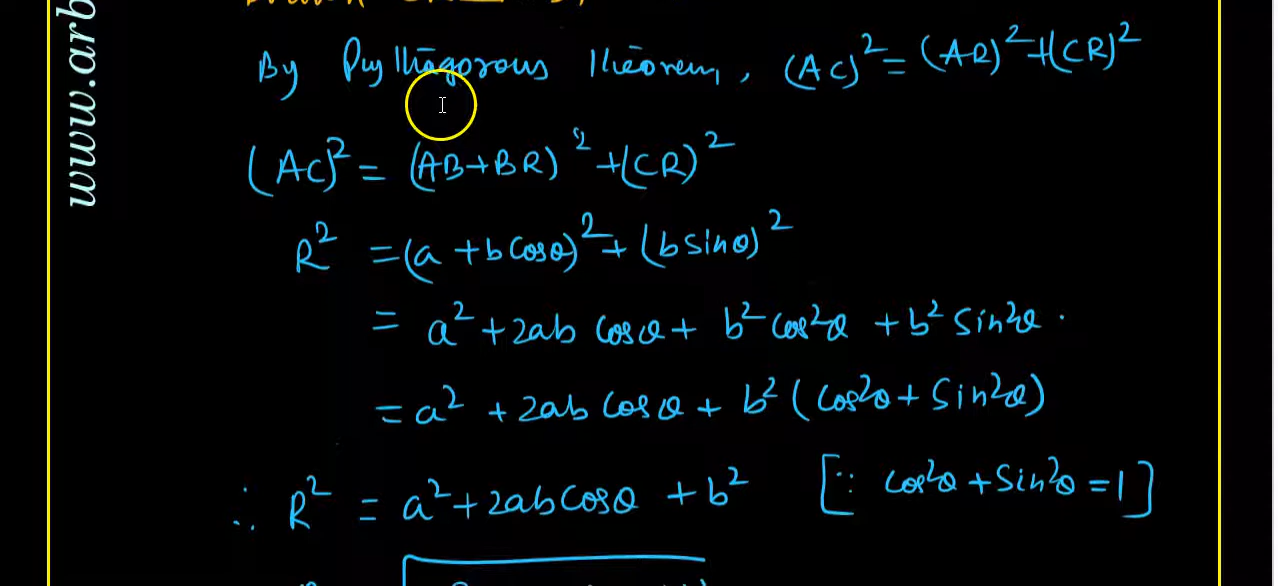 www.arb
By Pythagorous Theorem, (AC)² = (AR)² + (CR)²
(AC)² = (AB+BR)² + (CR)²
R² = (a + b cosθ)² + (b sinθ)²
= a² + 2ab cosθ + b² cos²θ + b² sin²θ .
= a² + 2ab cosθ + b² (cos²θ + sin²θ)
∴ R² = a² + 2ab cosθ + b² [∵ cos²θ + sin²θ = 1]